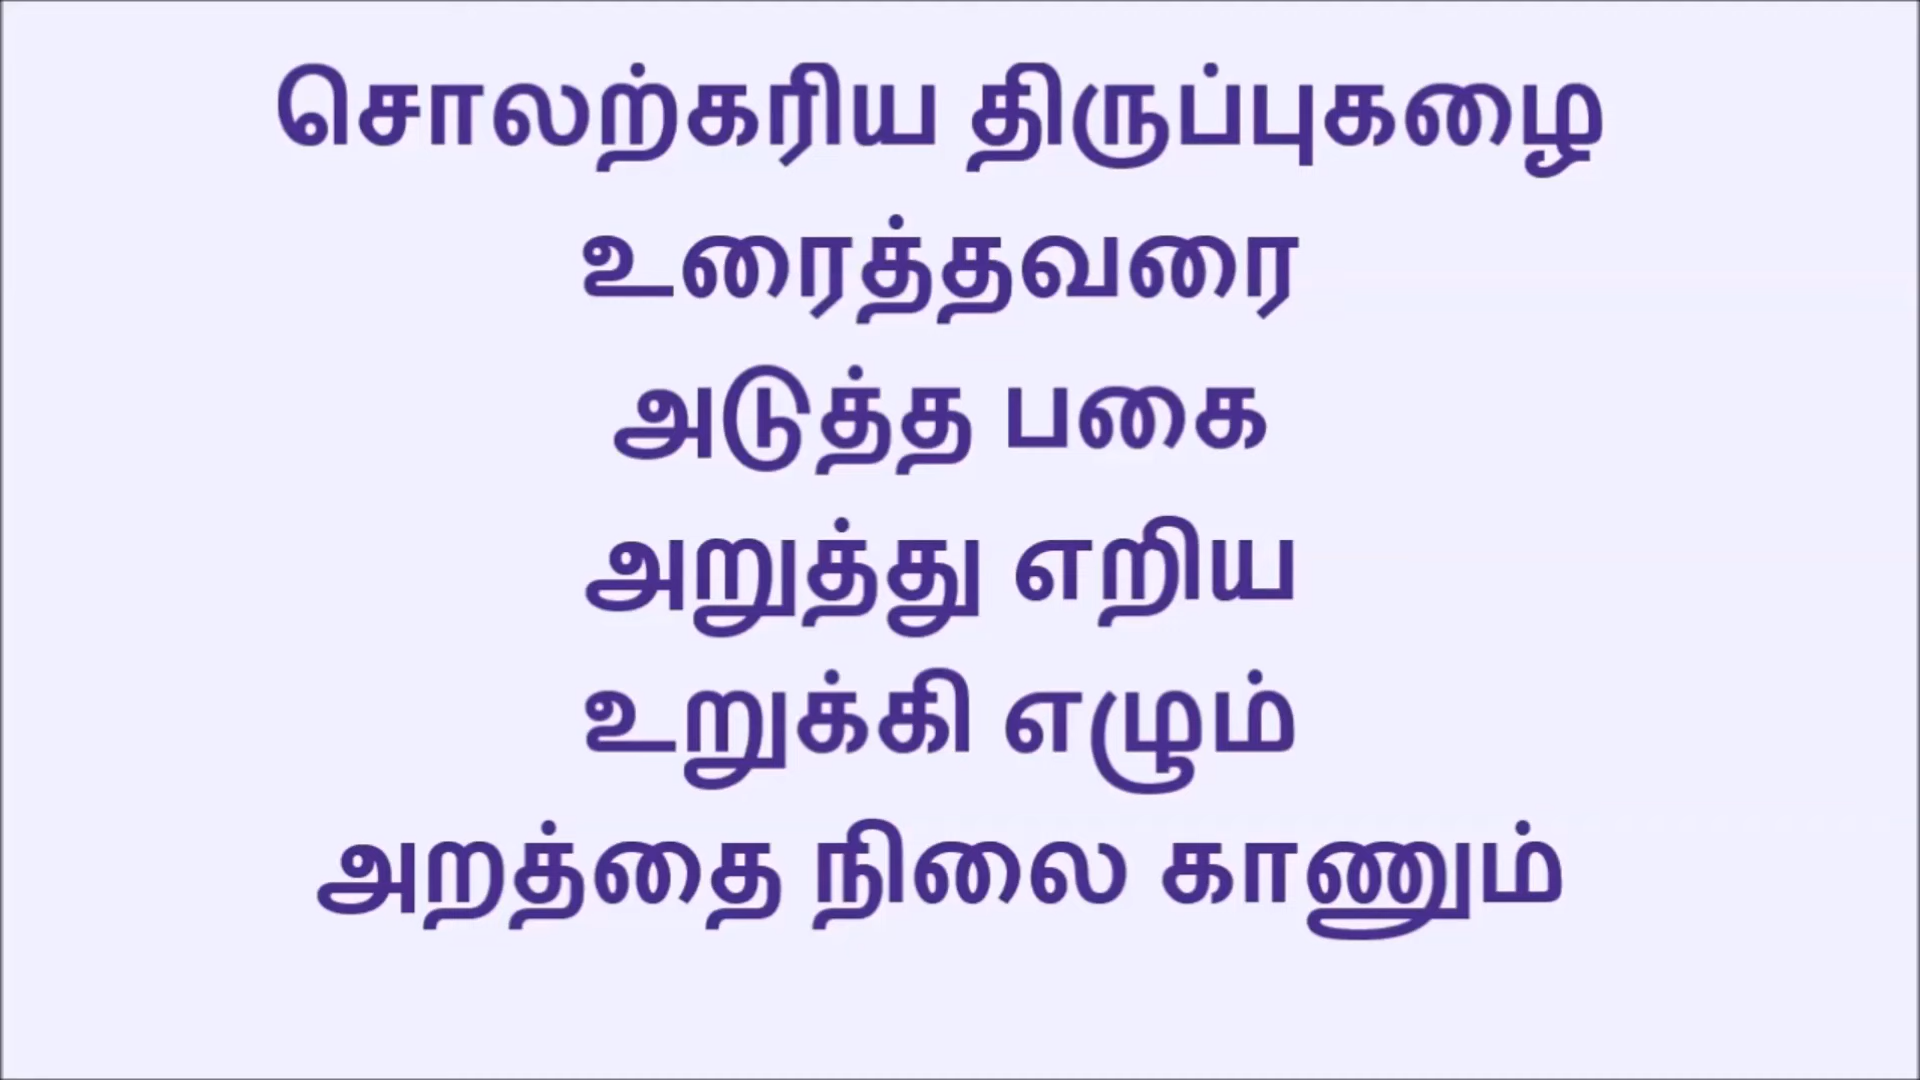 சொலற்கரிய திருப்புகழை
உரைத்தவரை
அடுத்த பகை
அறுத்து எறிய
உறுக்கி எழும்
அறத்தை நிலை காணும்